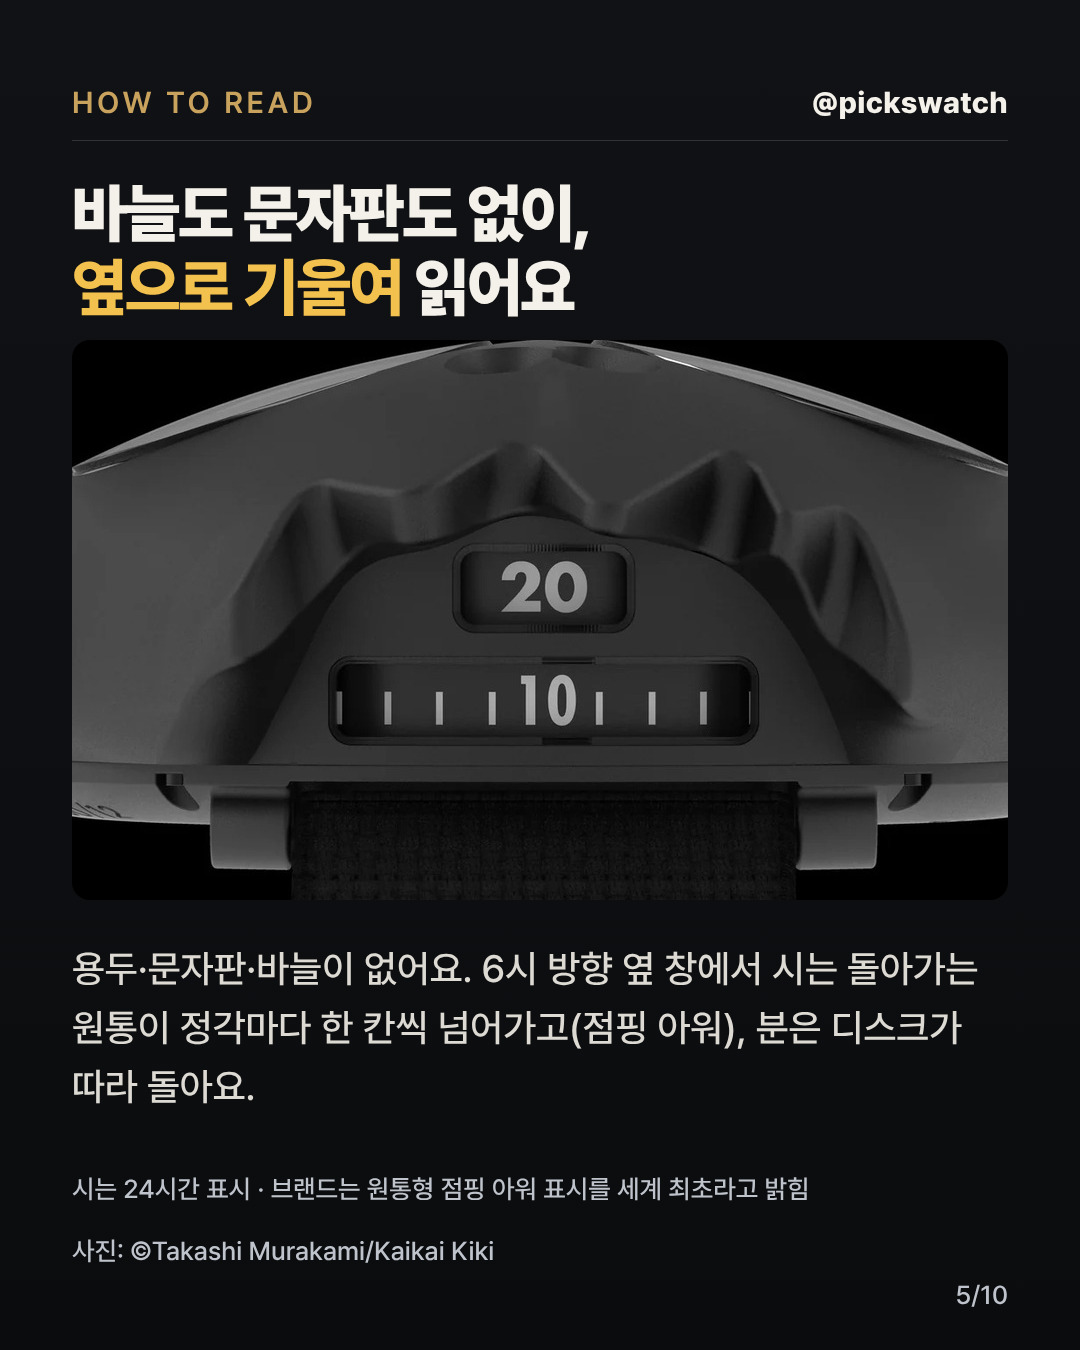 HOW TO READ
@pickswatch
바늘도 문자판도 없이,
옆으로 기울여 읽어요
20
10
용두·문자판·바늘이 없어요. 6시 방향 옆 창에서 시는 돌아가는
원통이 정각마다 한 칸씩 넘어가고(점핑 아워), 분은 디스크가
따라 돌아요.
시는 24시간 표시 · 브랜드는 원통형 점핑 아워 표시를 세계 최초라고 밝힘
사진: ©Takashi Murakami/Kaikai Kiki
5/10